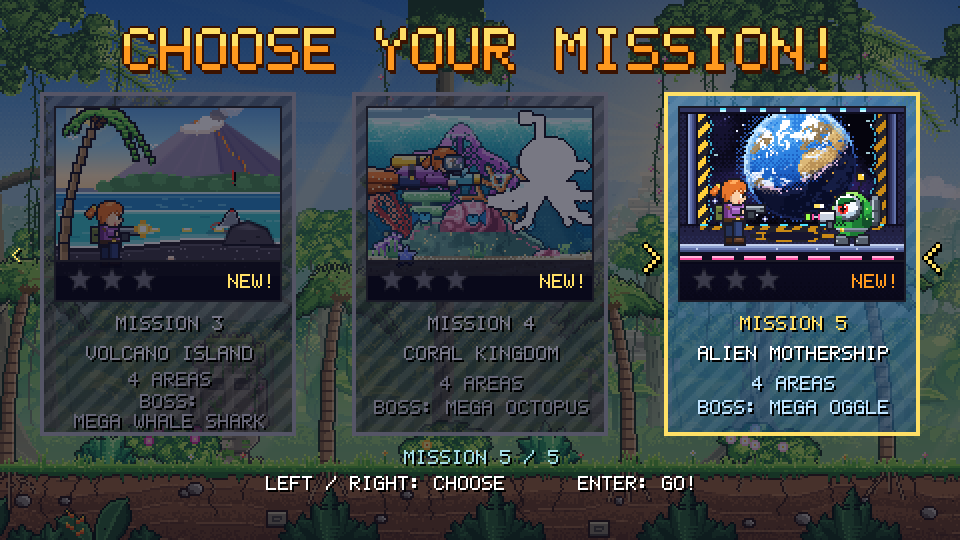 CHOOSE YOUR MISSION!
NEW!
MISSION 3
VOLCANO ISLAND
4 AREAS
BOSS:
MEGA WHALE SHARK
NEW!
MISSION 4
CORAL KINGDOM
4 AREAS
BOSS: MEGA OCTOPUS
NEW!
MISSION 5
ALIEN MOTHERSHIP
4 AREAS
BOSS: MEGA OGGLE
MISSION 5 / 5
LEFT / RIGHT: CHOOSE ENTER: GO!